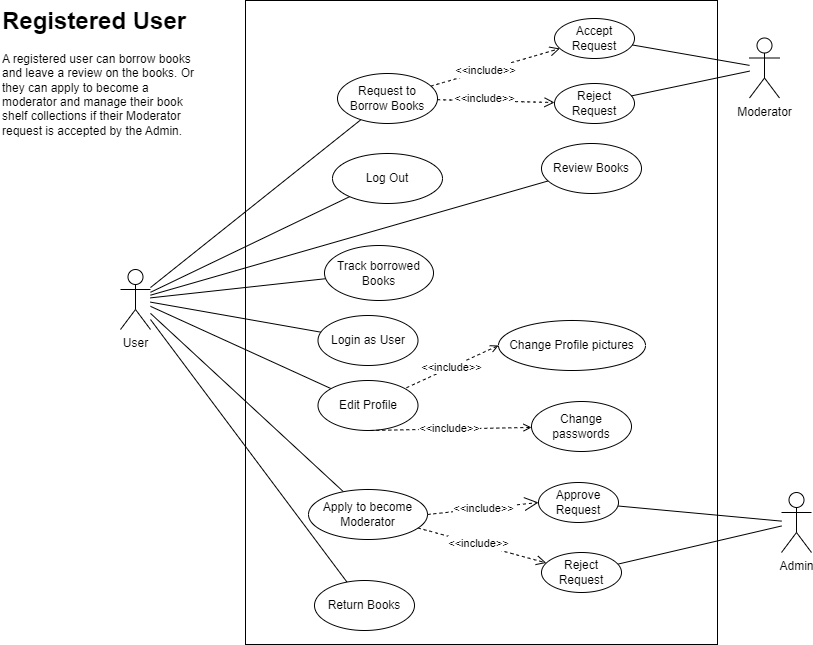 Registered User
A registered user can borrow books
and leave a review on the books. Or
they can apply to become a
moderator and manage their book
shelf collections if their Moderator
request is accepted by the Admin.
Accept
Request
<<include>>
Request to
Borrow Books
<<include>>
Reject
Request
Moderator
Log Out
Review Books
Track borrowed
Books
User
Login as User
Change Profile pictures
<<include>>
Edit Profile
<<include>>
Change
passwords
Apply to become
Moderator
<<include>>
Approve
Request
<<include>>
Reject
Request
Admin
Return Books